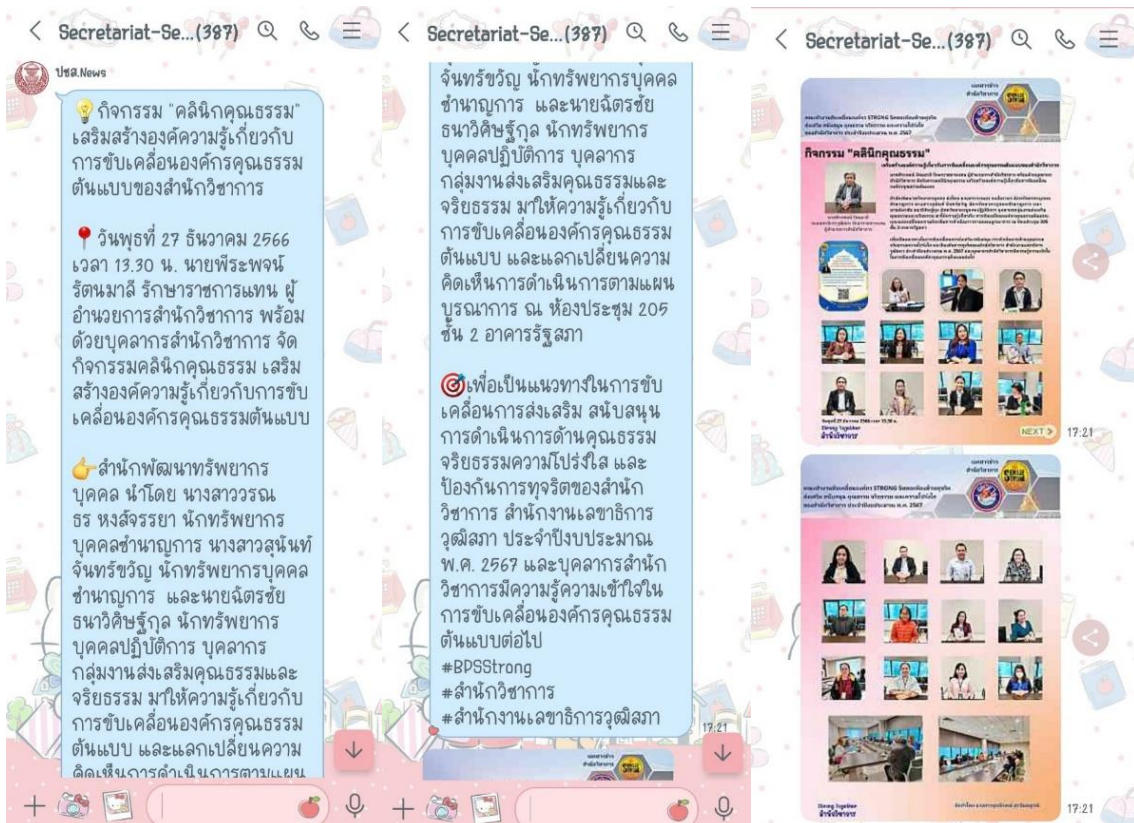 Secretariat-Se...(387)
ปชส.News
กิจกรรม "คลินิกคุณธรรม"
เสริมสร้างองค์ความรู้เกี่ยวกับ
การขับเคลื่อนองค์กรคุณธรรม
ต้นแบบของสำนักวิชาการ
วันพุธที่ 27 ธันวาคม 2566
เวลา 13.30 น. นายพีระพจน์
รัตนมาลี รักษาราชการแทน ผู้
อำนวยการสำนักวิชาการ พร้อม
ด้วยบุคลากรสำนักวิชาการ จัด
กิจกรรมคลินิกคุณธรรม เสริม
สร้างองค์ความรู้เกี่ยวกับการขับ
เคลื่อนองค์กรคุณธรรมต้นแบบ
สำนักพัฒนาทรัพยากร
บุคคล นำโดย นางสาววรณ
ธร หงส์จรรยา นักทรัพยากร
บุคคลชำนาญการ นางสาวสุนันท์
จันทร์ขวัญ นักทรัพยากรบุคคล
ชำนาญการ และนายฉัตรชัย
ธนาวิศิษฐ์กุล นักทรัพยากร
บุคคลปฏิบัติการ บุคลากร
กลุ่มงานส่งเสริมคุณธรรมและ
จริยธรรม มาให้ความรู้เกี่ยวกับ
การขับเคลื่อนองค์กรคุณธรรม
ต้นแบบ และแลกเปลี่ยนความ
คิดเห็นการดำเนินการตามแผน
Secretariat-Se...(387)
จันทร์ขวัญ นักทรัพยากรบุคคล
ชำนาญการ และนายฉัตรชัย
ธนาวิศิษฐ์กุล นักทรัพยากร
บุคคลปฏิบัติการ บุคลากร
กลุ่มงานส่งเสริมคุณธรรมและ
จริยธรรม มาให้ความรู้เกี่ยวกับ
การขับเคลื่อนองค์กรคุณธรรม
ต้นแบบ และแลกเปลี่ยนความ
คิดเห็นการดำเนินการตามแผน
บูรณาการ ณ ห้องประชุม 205
ชั้น 2 อาคารรัฐสภา
เพื่อเป็นแนวทางในการขับ
เคลื่อนการส่งเสริม สนับสนุน
การดำเนินการด้านคุณธรรม
จริยธรรมความโปร่งใส และ
ป้องกันการทุจริตของสำนัก
วิชาการ สำนักงานเลขาธิการ
วุฒิสภา ประจำปีงบประมาณ
พ.ศ. 2567 และบุคลากรสำนัก
วิชาการมีความรู้ความเข้าใจใน
การขับเคลื่อนองค์กรคุณธรรม
ต้นแบบต่อไป
#BPSStrong
#สำนักวิชาการ
#สำนักงานเลขาธิการวุฒิสภา
17:21
Secretariat-Se...(387)
กิจกรรม "คลินิกคุณธรรม"
Strong Together
สำนักวิชาการ
NEXT
17:21
Strong Together
สำนักวิชาการ
17:21